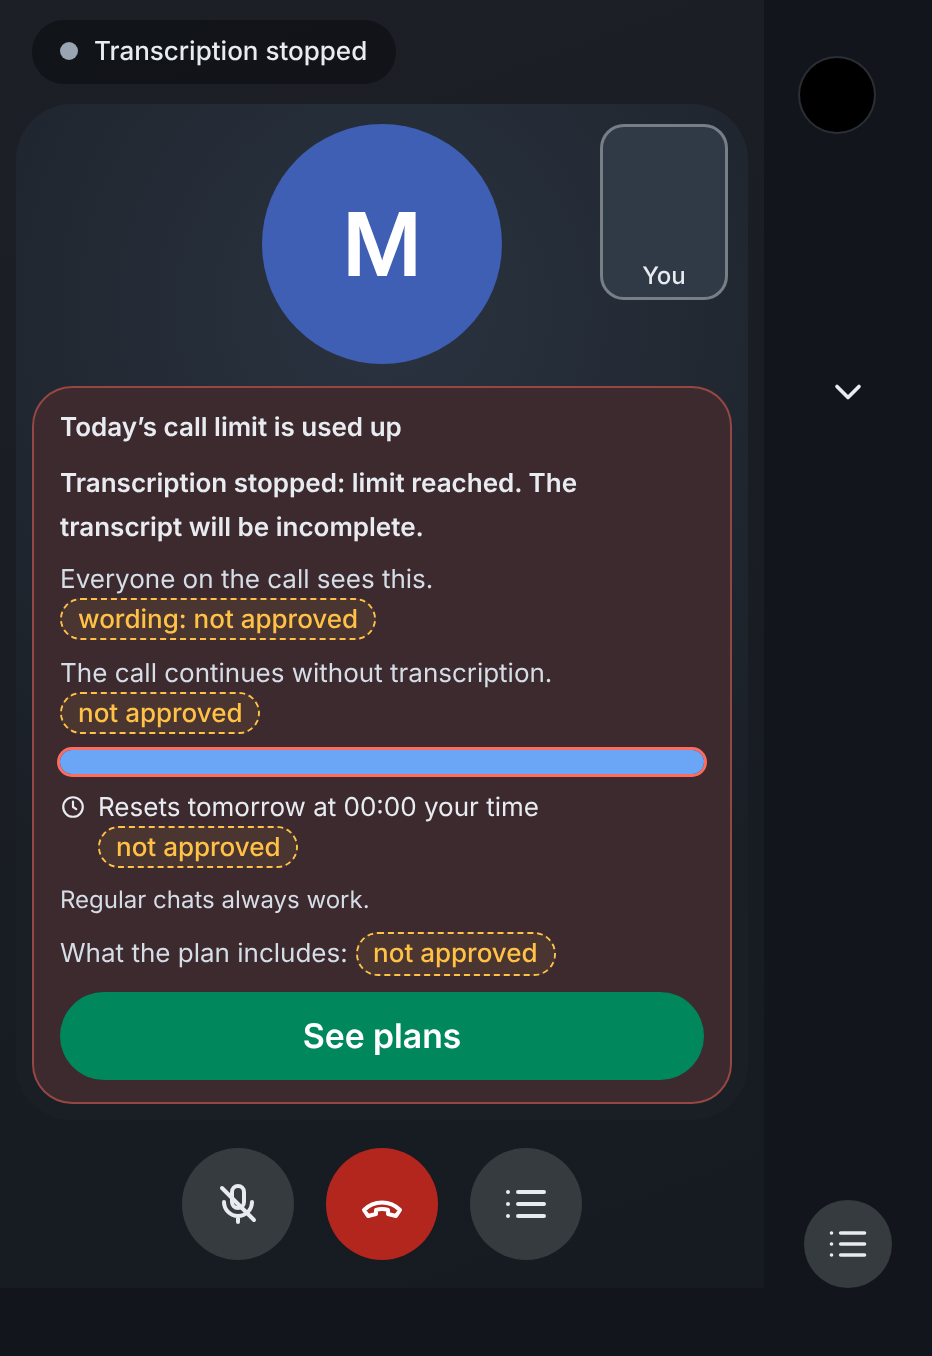 Transcription stopped
M
You
Today’s call limit is used up
Transcription stopped: limit reached. The
transcript will be incomplete.
Everyone on the call sees this.
wording: not approved
The call continues without transcription.
not approved
Resets tomorrow at 00:00 your time
not approved
Regular chats always work.
What the plan includes: not approved
See plans